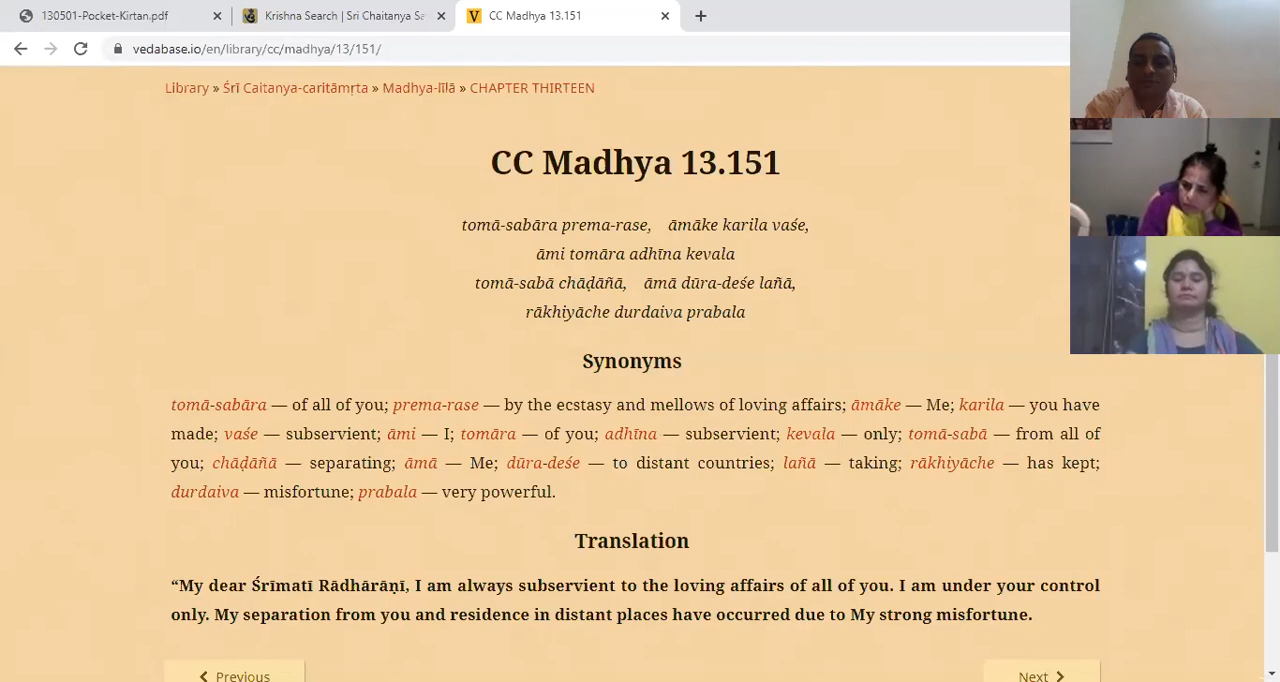 130501-Pocket-Kirtan.pdf
Krishna Search | Sri Chaitanya Sa
V CC Madhya 13.151
vedabase.io/en/library/cc/madhya/13/151/
Library » Śrī Caitanya-caritāmṛta » Madhya-līlā » CHAPTER THIRTEEN
CC Madhya 13.151
tomā-sabāra prema-rase, āmāke karila vaśe,
āmi tomāra adhīna kevala
tomā-sabā chāḍāñā, āmā dūra-deśe lañā,
rākhiyāche durdaiva prabala
Synonyms
tomā-sabāra — of all of you; prema-rase — by the ecstasy and mellows of loving affairs; āmāke — Me; karila — you have
made; vaśe — subservient; āmi — I; tomāra — of you; adhīna — subservient; kevala — only; tomā-sabā — from all of
you; chāḍāñā — separating; āmā — Me; dūra-deśe — to distant countries; lañā — taking; rākhiyāche — has kept;
durdaiva — misfortune; prabala — very powerful.
Translation
“My dear Śrīmatī Rādhārāṇī, I am always subservient to the loving affairs of all of you. I am under your control
only. My separation from you and residence in distant places have occurred due to My strong misfortune.
Previous
Next